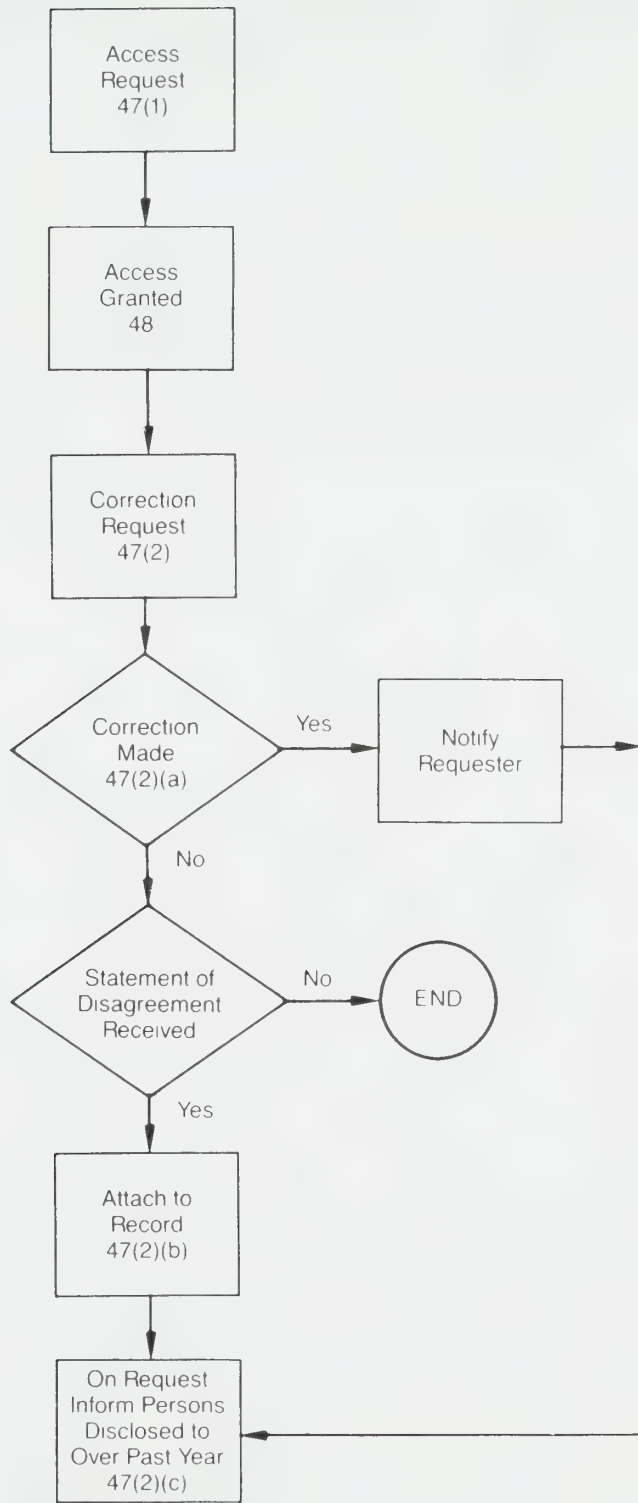 Access
Request
47(1)
Access
Granted
48
Correction
Request
47(2)
Correction
Made
47(2)(a)
Yes
Notify
Requester
No
Statement of
Disagreement
Received
No
END
Yes
Attach to
Record
47(2)(b)
On Request
Inform Persons
Disclosed to
Over Past Year
47(2)(c)